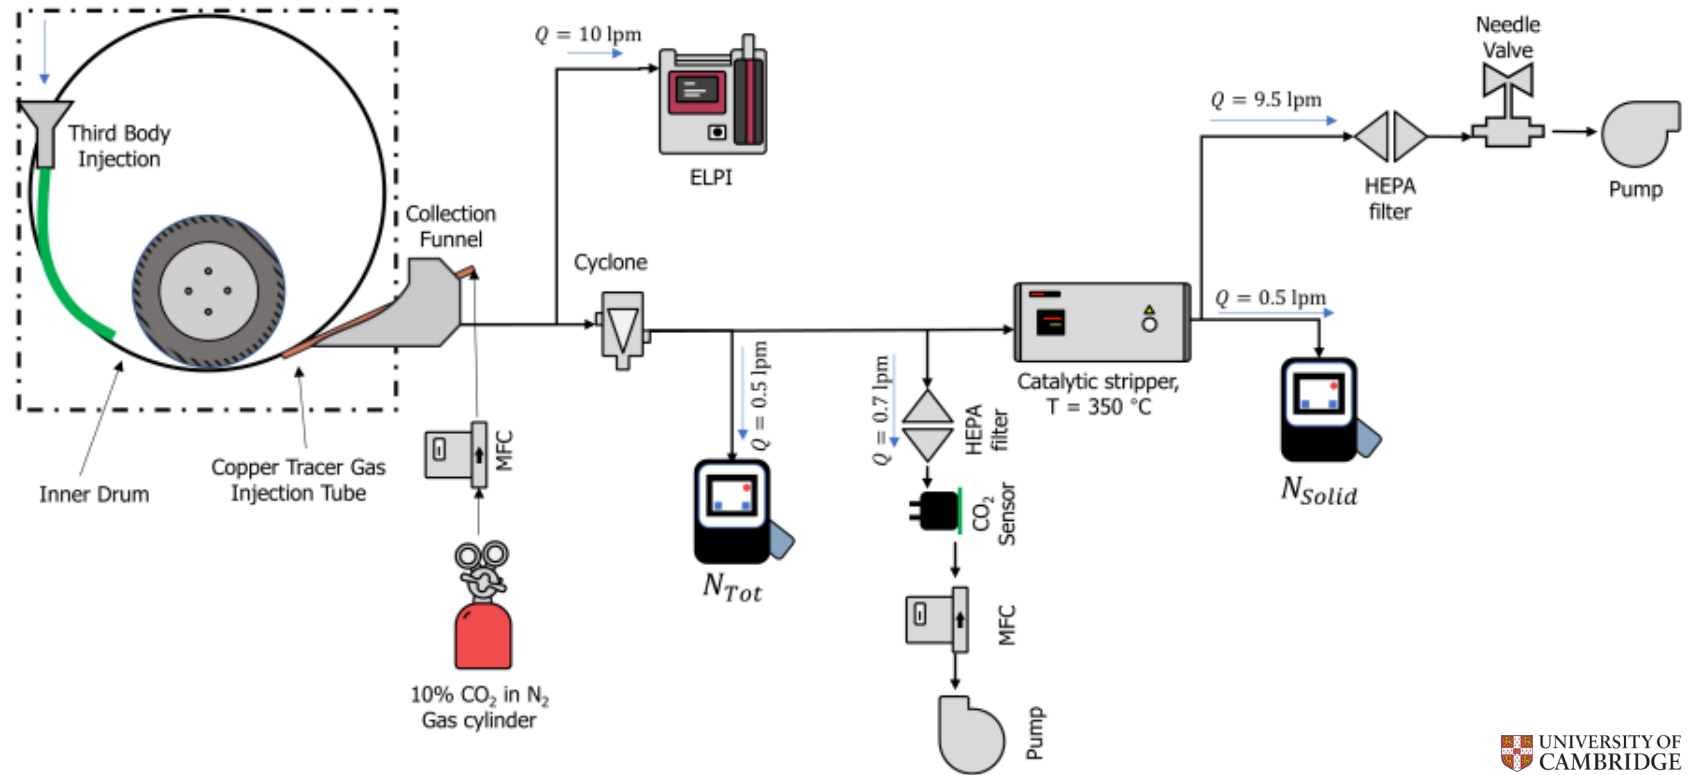 Third Body
Injection
Inner Drum
Copper Tracer Gas
Injection Tube
Collection
Funnel
MFC
10% CO₂ in N₂
Gas cylinder
Q = 10 lpm
ELPI
Cyclone
Q = 0.5 lpm
N_Tot
Q = 0.7 lpm
HEPA
filter
CO₂
Sensor
MFC
Pump
Catalytic stripper,
T = 350 °C
Q = 9.5 lpm
HEPA
filter
Needle
Valve
Pump
Q = 0.5 lpm
N_Solid
UNIVERSITY OF
CAMBRIDGE